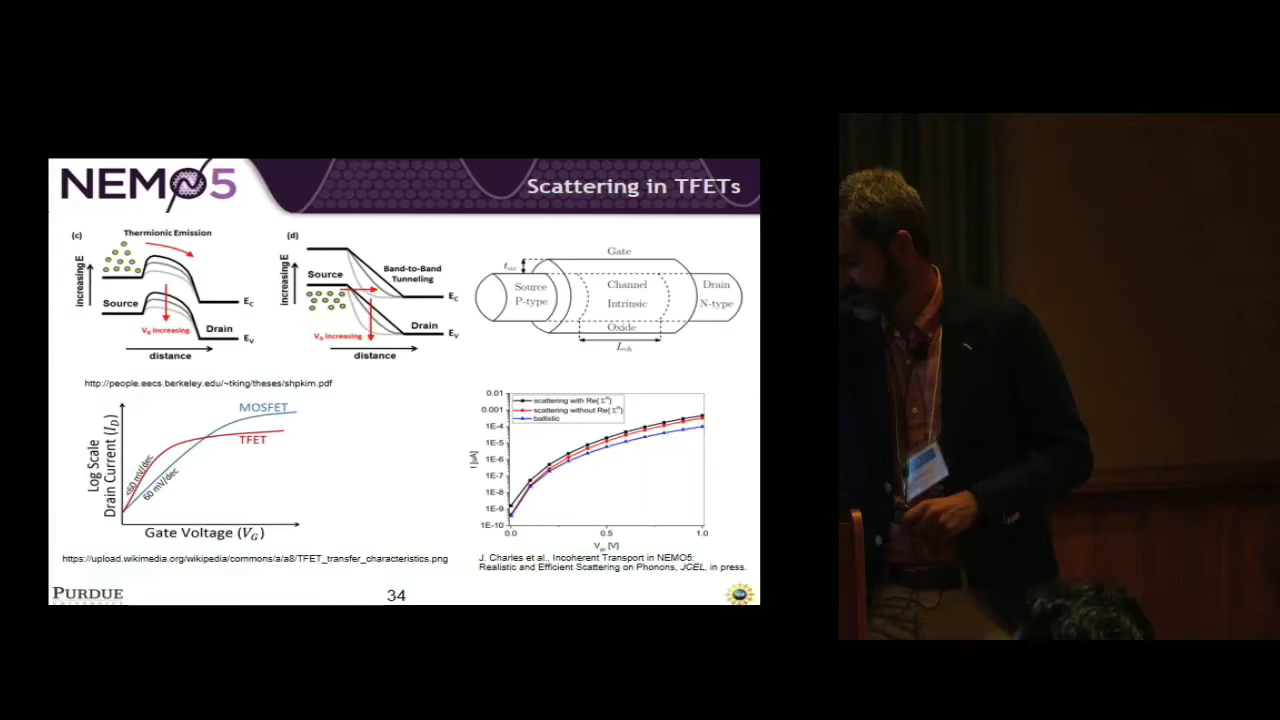 NEMO5
Scattering in TFETs
(c)
Thermionic Emission
Increasing E
Source
Drain
E_C
E_V
V_g increasing
distance
(d)
Increasing E
Source
Band-to-Band
Tunneling
E_C
Drain
E_V
V_g increasing
distance
Gate
t_ox
Source
P-type
Channel
Intrinsic
Drain
N-type
Oxide
L_ch
http://people.eecs.berkeley.edu/~tking/theses/shpkim.pdf
Log Scale
Drain Current (I_D)
MOSFET
TFET
<60 mV/dec
60 mV/dec
Gate Voltage (V_G)
https://upload.wikimedia.org/wikipedia/commons/a/a8/TFET_transfer_characteristics.png
0.01
0.001
1E-4
1E-5
1E-6
1E-7
1E-8
1E-9
1E-10
scattering with Re(Σ^R)
scattering without Re(Σ^R)
ballistic
I [uA]
0.0
0.5
1.0
J. Charles et al., Incoherent Transport in NEMO5:
Realistic and Efficient Scattering on Phonons, JCEL, in press.
PURDUE
UNIVERSITY
34